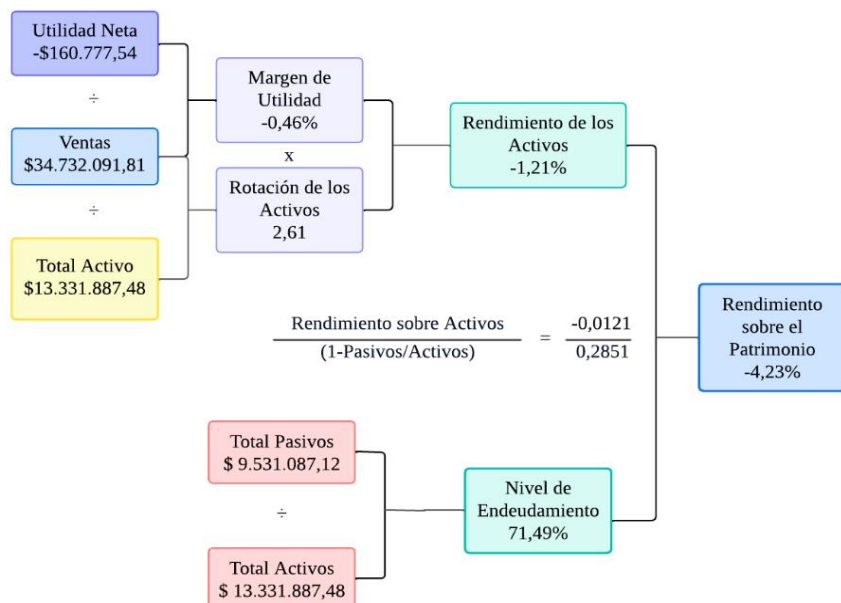 Utilidad Neta
-$160.777,54
÷
Ventas
$34.732.091,81
÷
Total Activo
$13.331.887,48
Margen de
Utilidad
-0,46%
x
Rotación de los
Activos
2,61
Rendimiento de los
Activos
-1,21%
Rendimiento sobre Activos
(1-Pasivos/Activos)
=
-0,0121
0,2851
Rendimiento
sobre el
Patrimonio
-4,23%
Total Pasivos
$ 9.531.087,12
÷
Total Activos
$ 13.331.887,48
Nivel de
Endeudamiento
71,49%